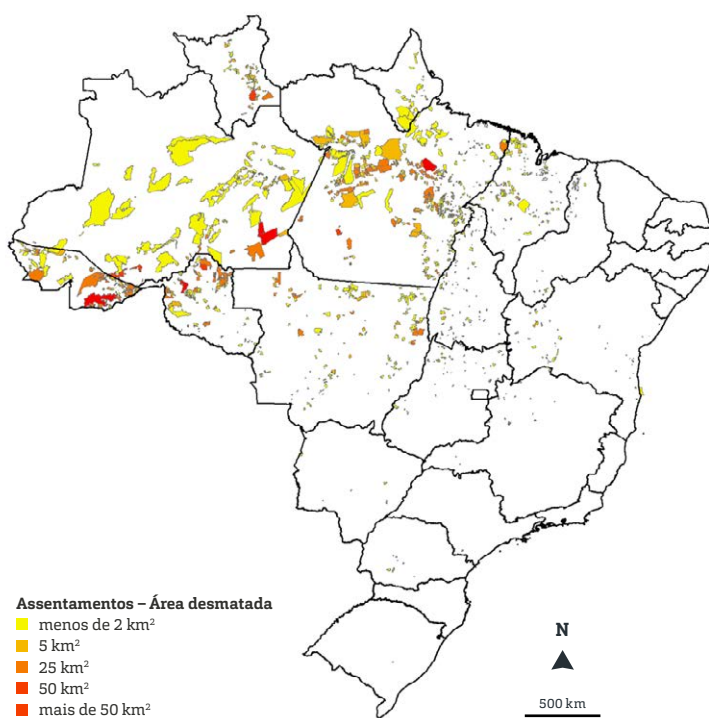 Assentamentos – Área desmatada
menos de 2 km²
5 km²
25 km²
50 km²
mais de 50 km²
N
500 km